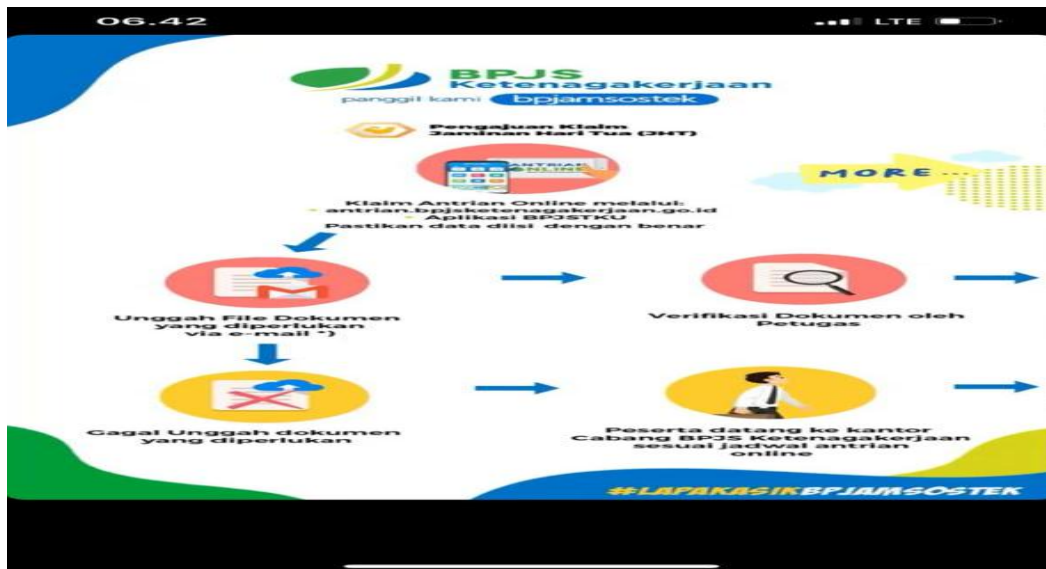 06.42
LTE
BPJS
Ketenagakerjaan
panggil kami bpjamsostek
Pengajuan Klaim
Jaminan Hari Tua (JHT)
ANTRIAN
ONLINE
MORE...
Klaim Antrian Online melalui:
• antrian.bpjsketenagakerjaan.go.id
• Aplikasi BPJSTKU
Pastikan data diisi dengan benar
Unggah File Dokumen
yang diperlukan
via e-mail *)
Verifikasi Dokumen oleh
Petugas
Gagal Unggah dokumen
yang diperlukan
Peserta datang ke kantor
Cabang BPJS Ketenagakerjaan
sesuai jadwal antrian
online
#LAPAKASIKBPJAMSOSTEK